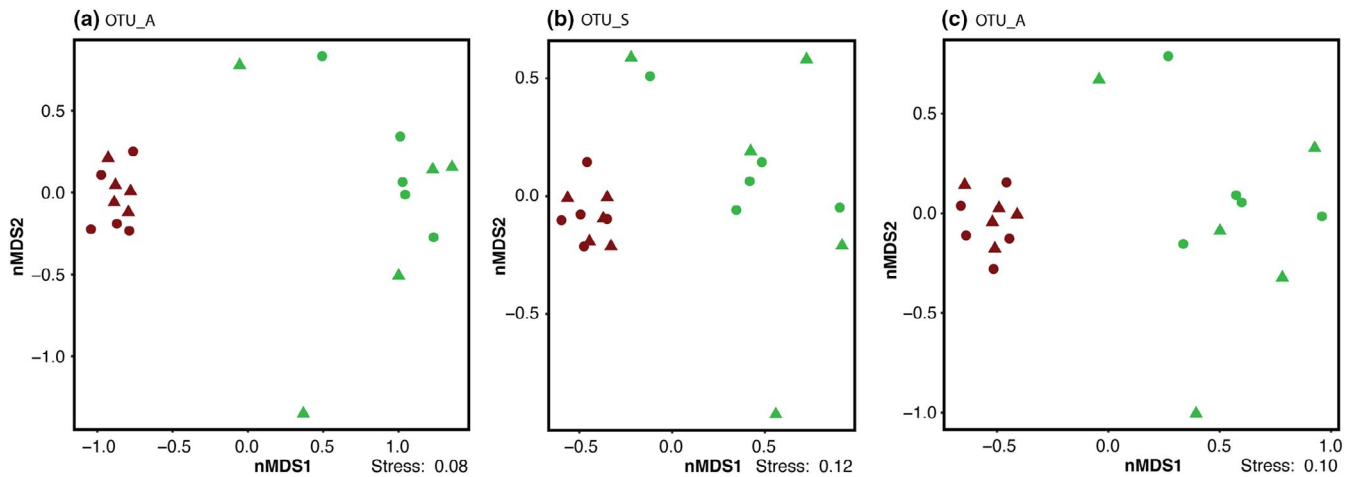 (a) OTU_A
0.5
0.0
−0.5
−1.0
nMDS2
−1.0 −0.5 0.0 0.5 1.0
nMDS1 Stress: 0.08
(b) OTU_S
0.5
0.0
−0.5
nMDS2
−0.5 0.0 0.5
nMDS1 Stress: 0.12
(c) OTU_A
0.5
0.0
−0.5
−1.0
nMDS2
−0.5 0.0 0.5 1.0
nMDS1 Stress: 0.10